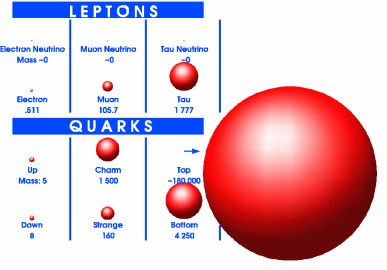 LEPTONS
Electron Neutrino Muon Neutrino Tau Neutrino
Mass ~0 ~0 ~0
Electron Muon Tau
.511 105.7 1 777
QUARKS
Up Charm Top
Mass: 5 1 500 ~180 000
Down Strange Bottom
8 160 4 250